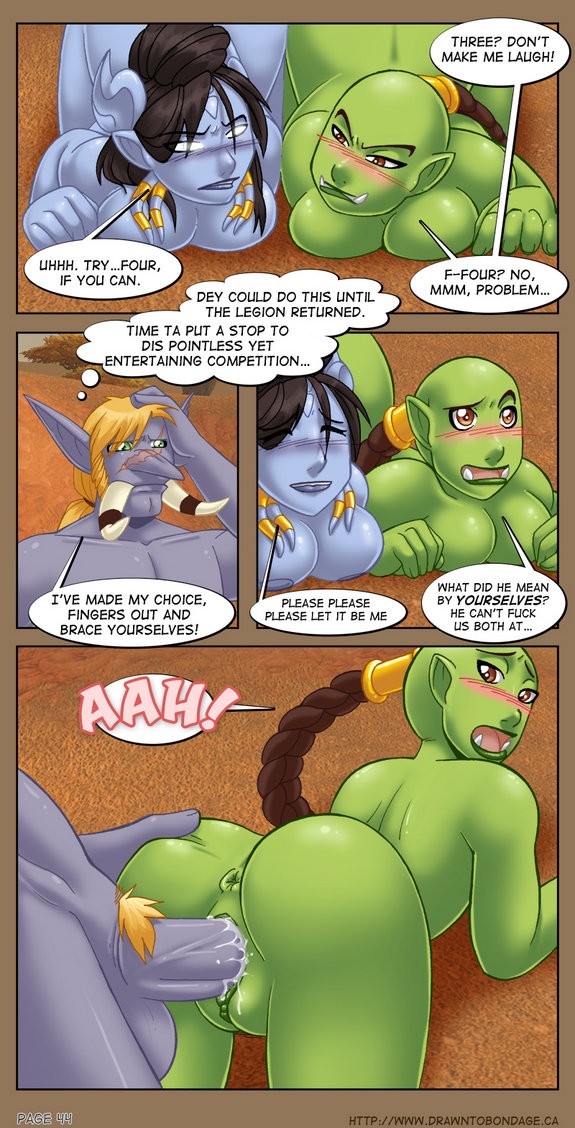 THREE? DON'T
MAKE ME LAUGH!
UHHH. TRY...FOUR,
IF YOU CAN.
F-FOUR? NO,
MMM, PROBLEM...
DEY COULD DO THIS UNTIL
THE LEGION RETURNED.
TIME TA PUT A STOP TO
DIS POINTLESS YET
ENTERTAINING COMPETITION...
I'VE MADE MY CHOICE,
FINGERS OUT AND
BRACE YOURSELVES!
PLEASE PLEASE
PLEASE LET IT BE ME
WHAT DID HE MEAN
BY YOURSELVES?
HE CAN'T FUCK
US BOTH AT...
AAH!
PAGE 44
HTTP://WWW.DRAWNTOBONDAGE.CA